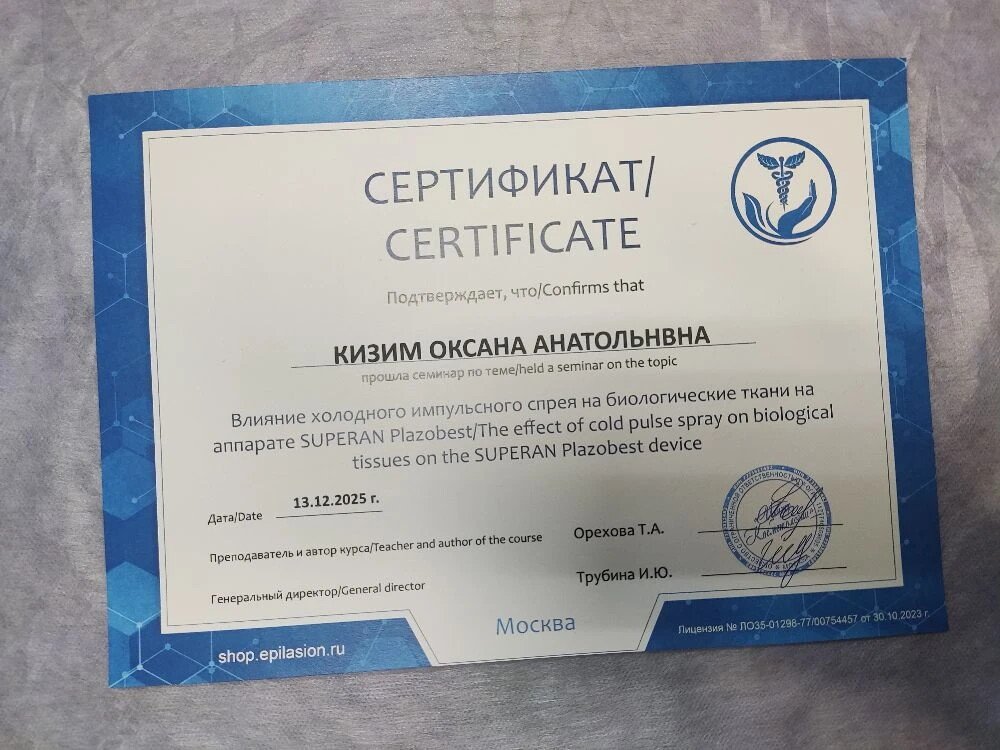 СЕРТИФИКАТ/
CERTIFICATE
Подтверждает, что/Confirms that
КИЗИМ ОКСАНА АНАТОЛЬНВНА
прошла семинар по теме/held a seminar on the topic
Влияние холодного импульсного спрея на биологические ткани на
аппарате SUPERAN Plazobest/The effect of cold pulse spray on biological
tissues on the SUPERAN Plazobest device
Дата/Date 13.12.2025 г.
Преподаватель и автор курса/Teacher and author of the course Орехова Т.А.
Генеральный директор/General director Трубина И.Ю.
shop.epilasion.ru
Москва
Лицензия № ЛО35-01298-77/00754457 от 30.10.2023 г.